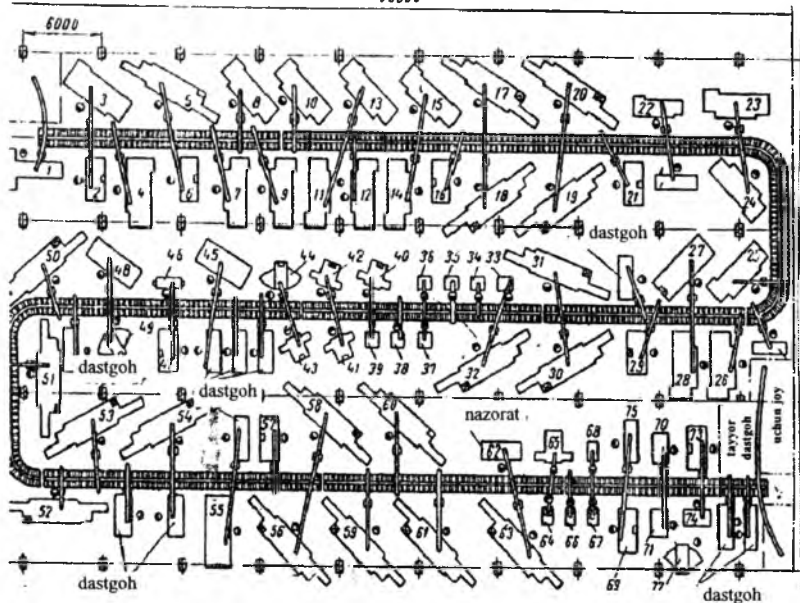 6000
3 5 8 10 13 15 17 20 22 23
1 2 4 6 7 9 11 12 14 16 18 19 21 24
dastgoh
50 48 46 45 44 42 40 36 35 34 33 31 27 25
49 43 41 39 38 37 32 30 29 28 26
51
dastgoh
dastgoh
53 54 57 58 60 nazorat 62 65 68 75 70 73
tayyor
dastgoh
uchun joy
52 55 56 59 61 63 64 66 67 69 71 74 77
dastgoh
dastgoh